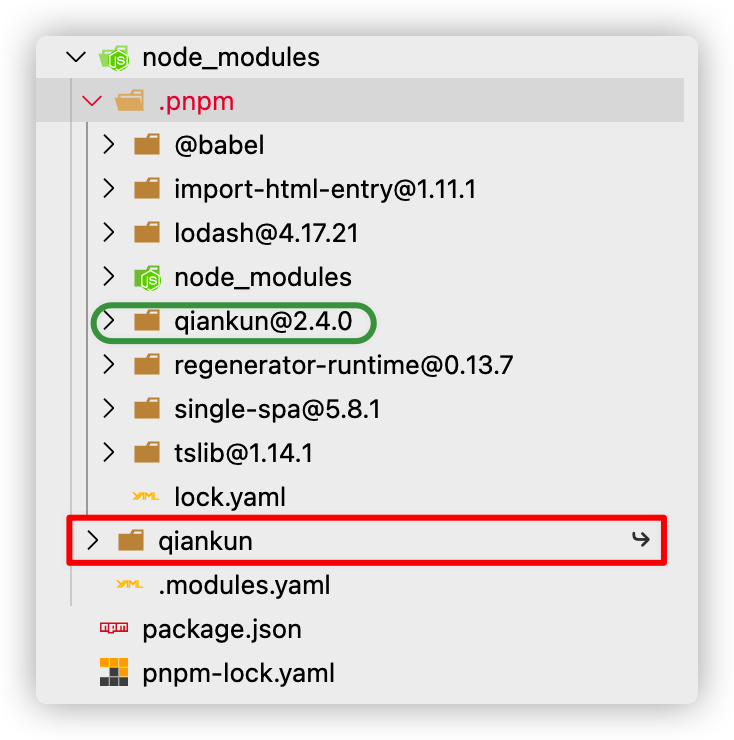 node_modules
.pnpm
@babel
import-html-entry@1.11.1
lodash@4.17.21
node_modules
qiankun@2.4.0
regenerator-runtime@0.13.7
single-spa@5.8.1
tslib@1.14.1
lock.yaml
qiankun
.modules.yaml
package.json
pnpm-lock.yaml